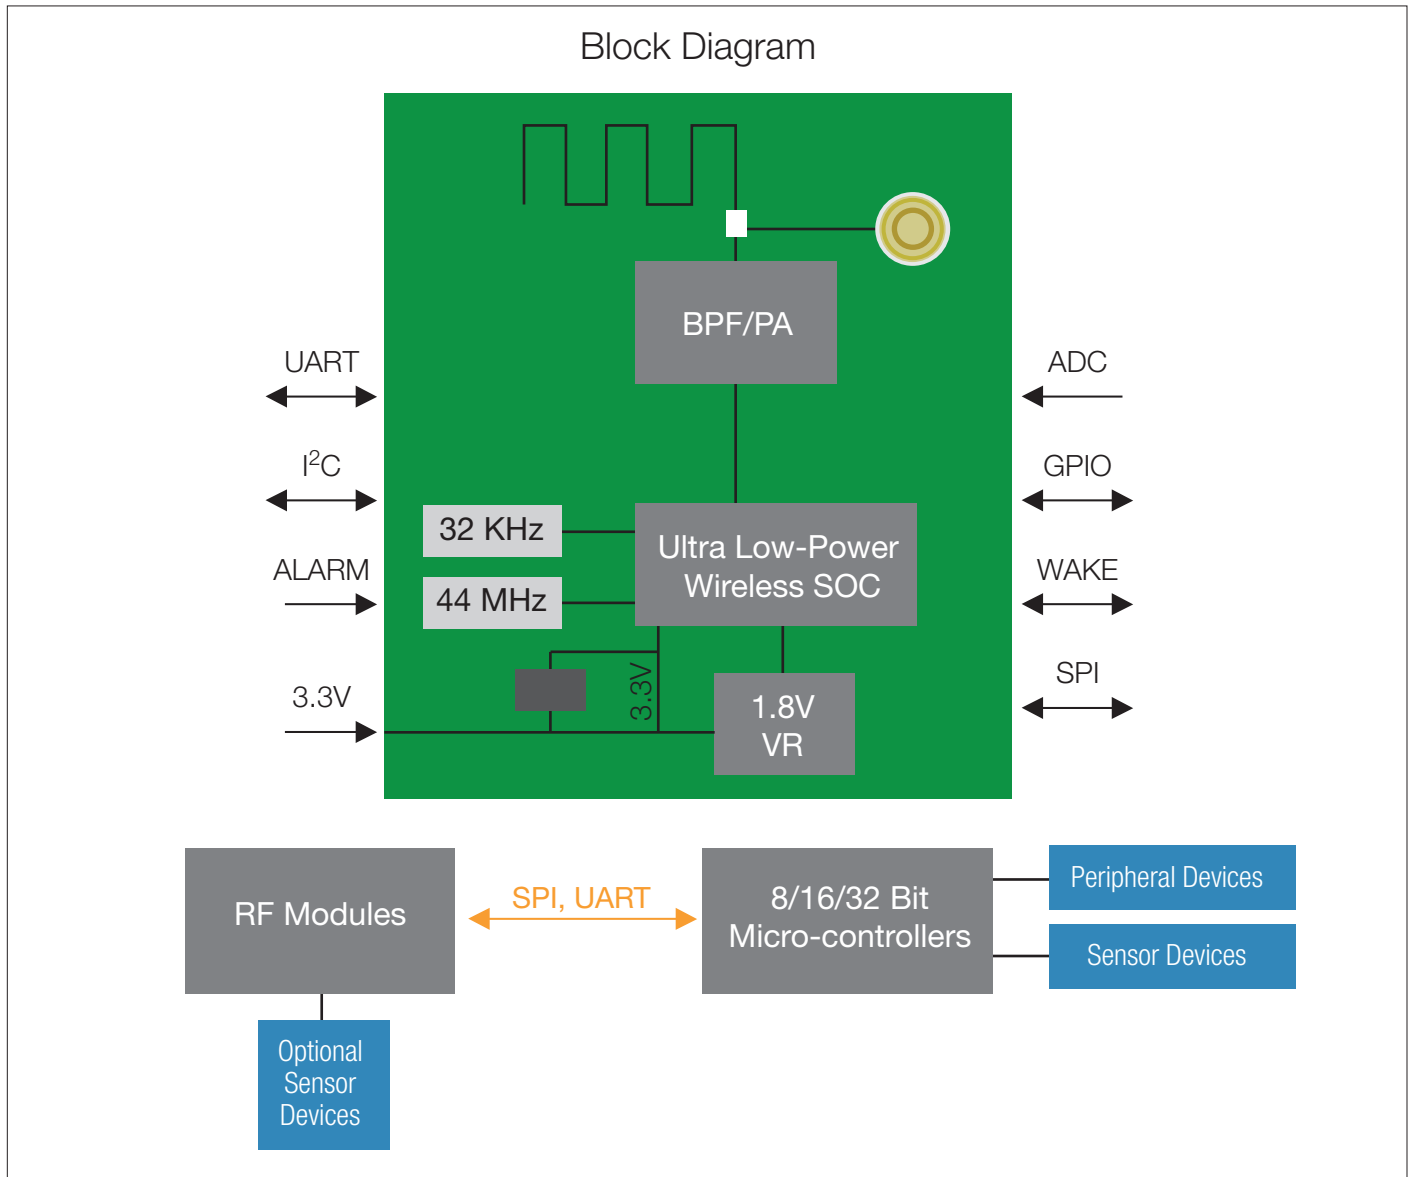 Block Diagram
BPF/PA
UART
ADC
I²C
GPIO
32 KHz
Ultra Low-Power
Wireless SOC
ALARM
WAKE
44 MHz
3.3V
3.3V
1.8V
VR
SPI
RF Modules
SPI, UART
8/16/32 Bit
Micro-controllers
Peripheral Devices
Sensor Devices
Optional
Sensor
Devices